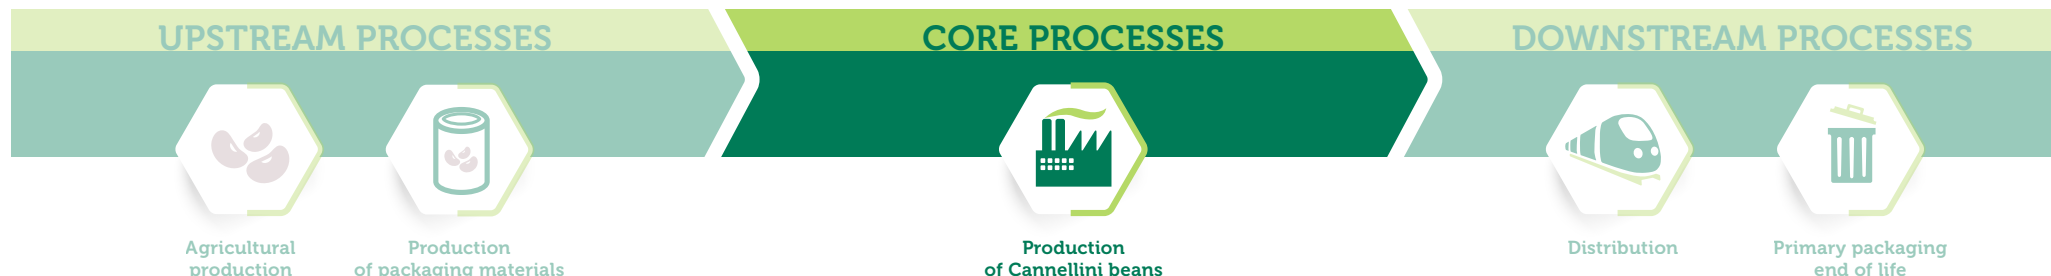 UPSTREAM PROCESSES
CORE PROCESSES
DOWNSTREAM PROCESSES
Agricultural
production
Production
of packaging materials
Production
of Cannellini beans
Distribution
Primary packaging
end of life